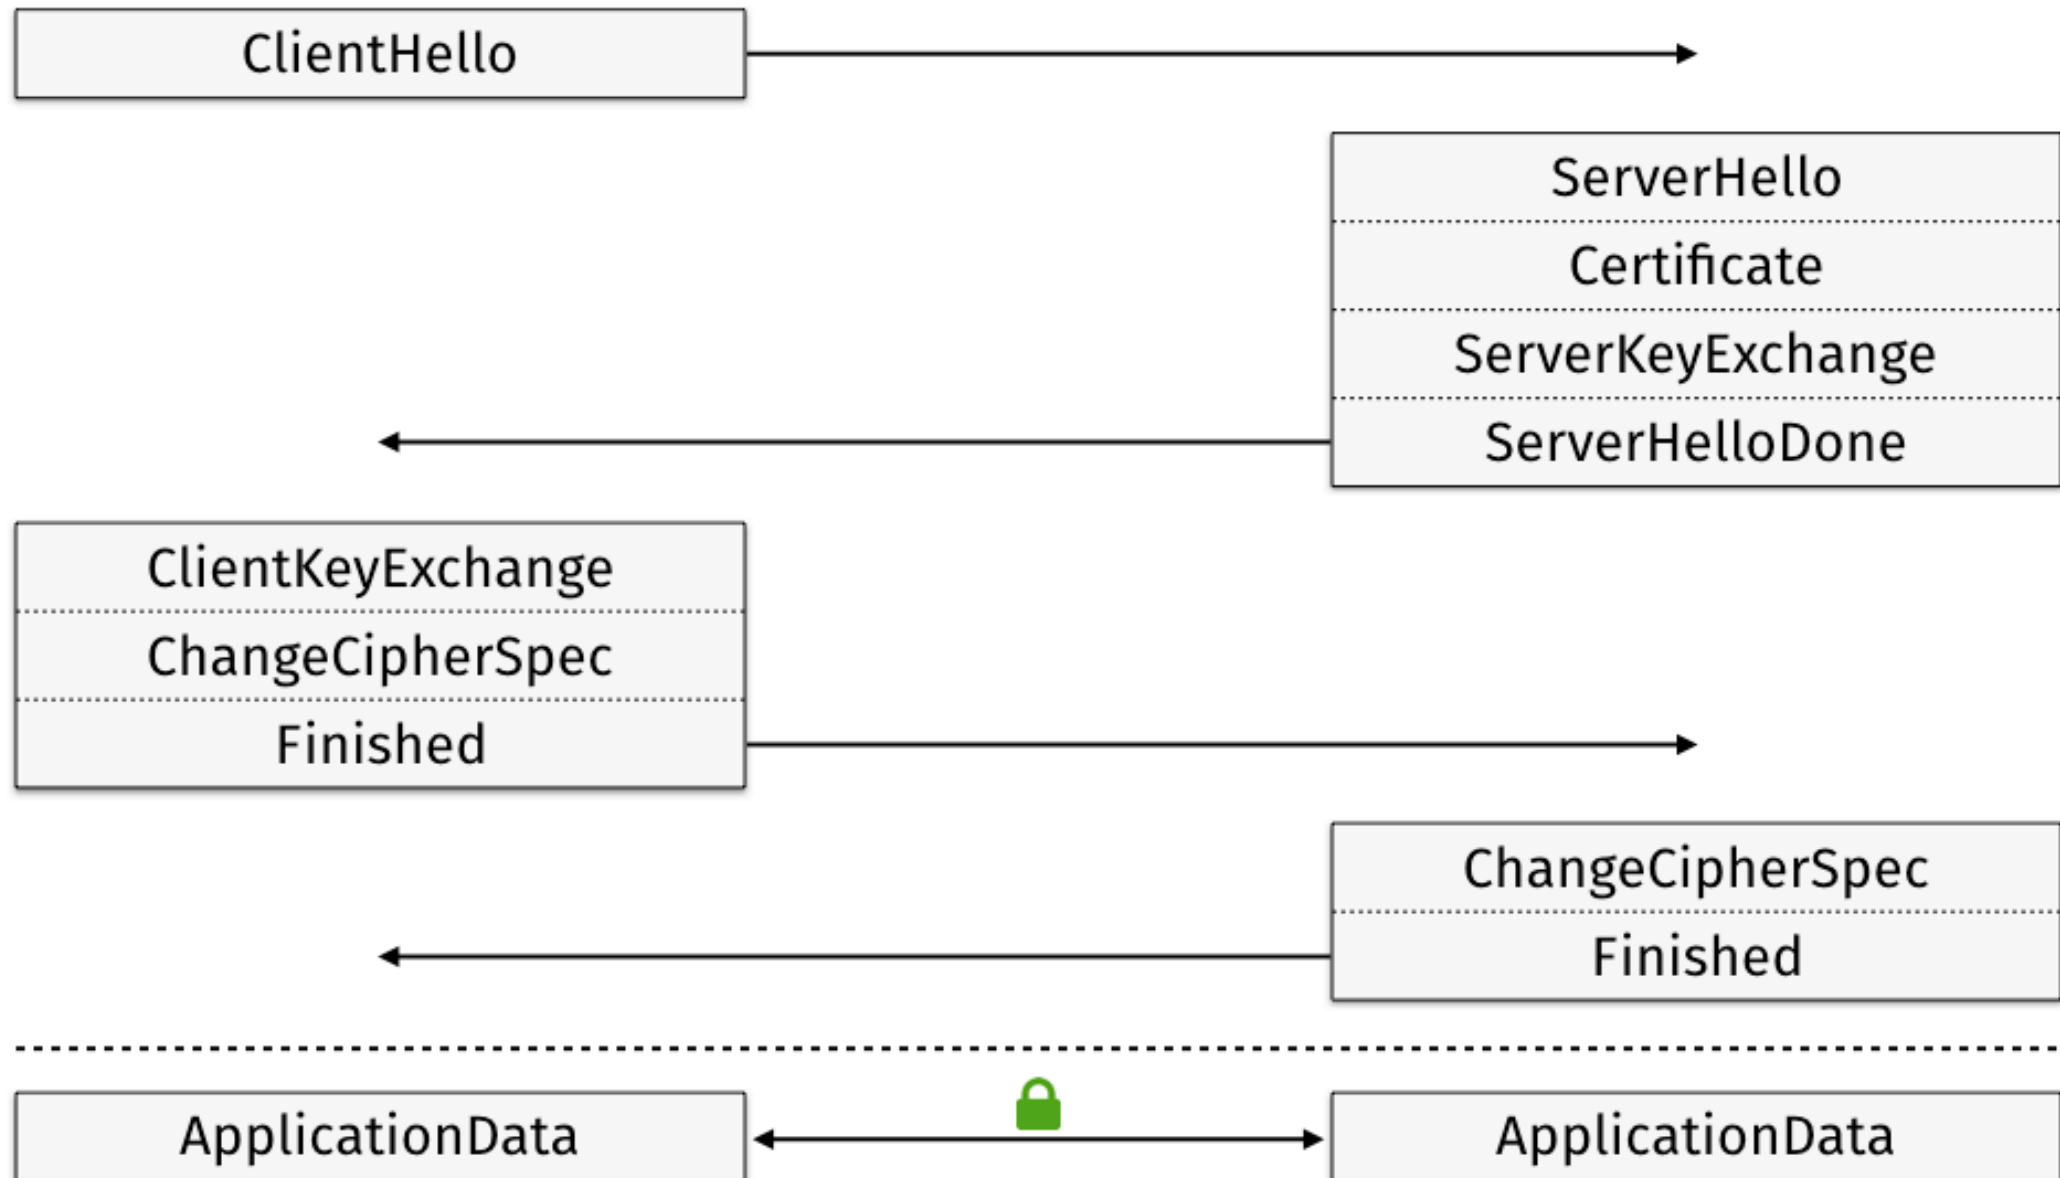 ClientHello
ServerHello
Certificate
ServerKeyExchange
ServerHelloDone
ClientKeyExchange
ChangeCipherSpec
Finished
ChangeCipherSpec
Finished
ApplicationData
ApplicationData